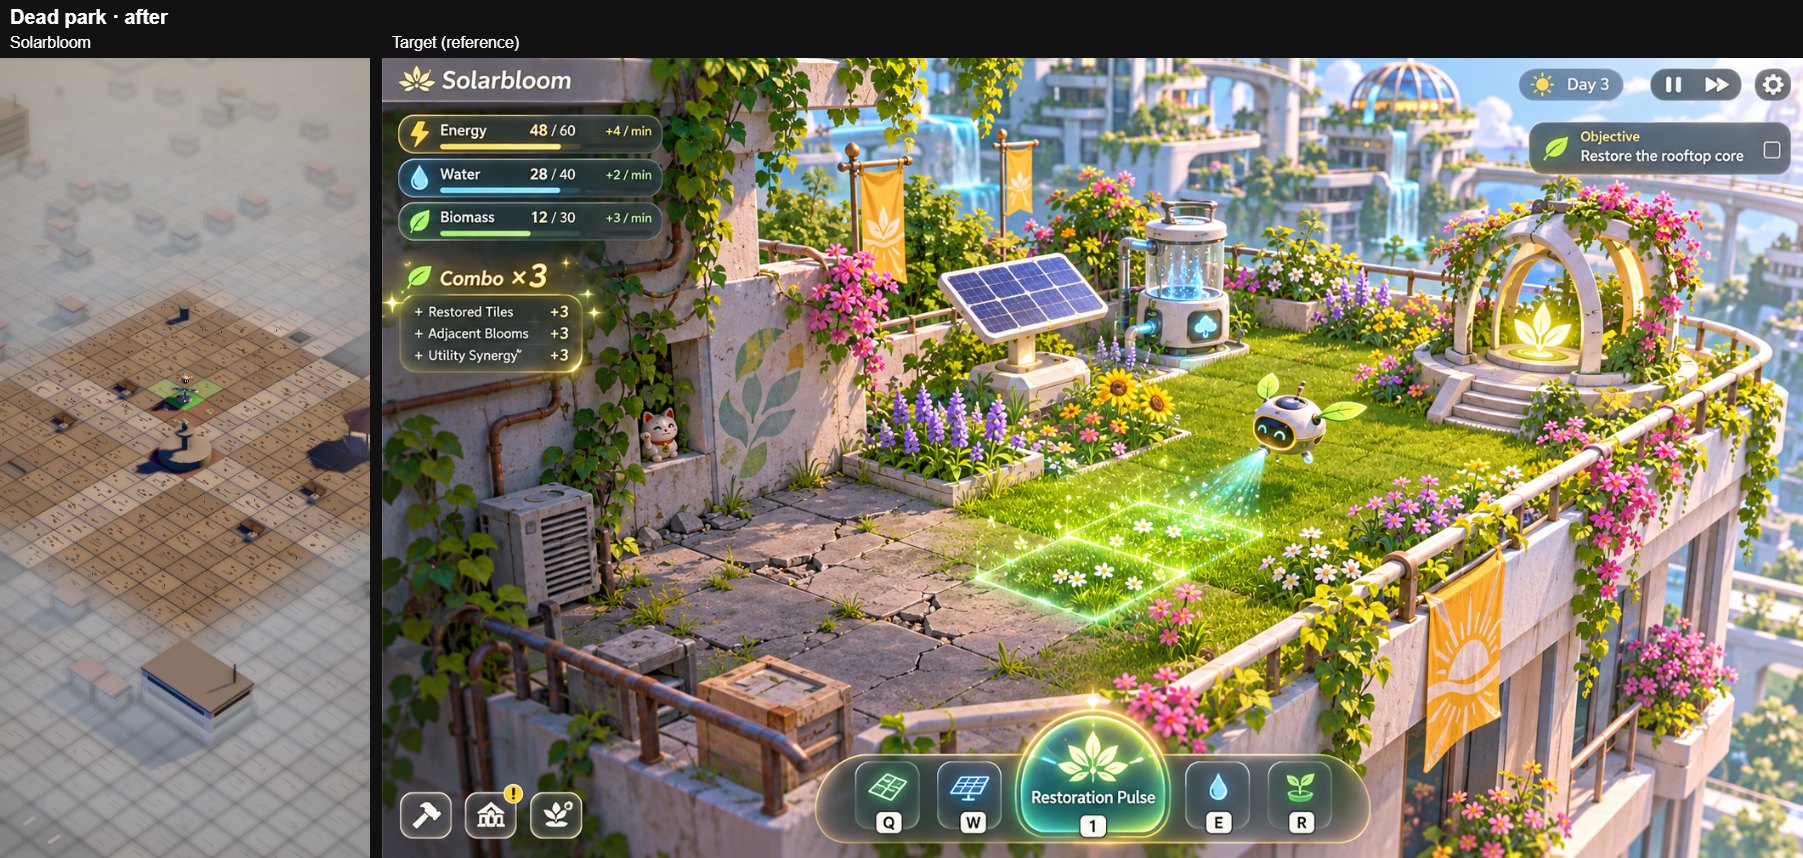 Dead park · after
Solarbloom
Target (reference)
Solarbloom
Energy 48 / 60 +4 / min
Water 28 / 40 +2 / min
Biomass 12 / 30 +3 / min
Combo ×3
+ Restored Tiles +3
+ Adjacent Blooms +3
+ Utility Synergy +3
Day 3
Objective
Restore the rooftop core
!
Restoration Pulse
Q
W
1
E
R